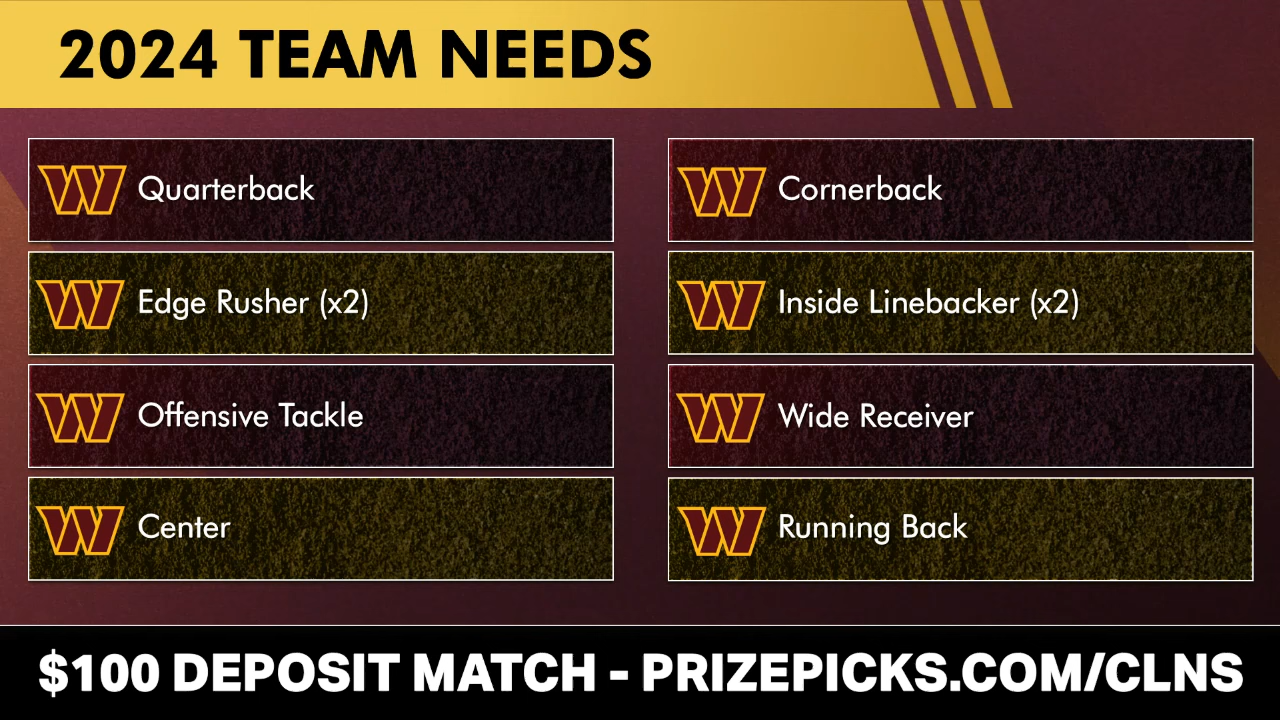 2024 TEAM NEEDS
Quarterback
Edge Rusher (x2)
Offensive Tackle
Center
Cornerback
Inside Linebacker (x2)
Wide Receiver
Running Back
$100 DEPOSIT MATCH - PRIZEPICKS.COM/CLNS